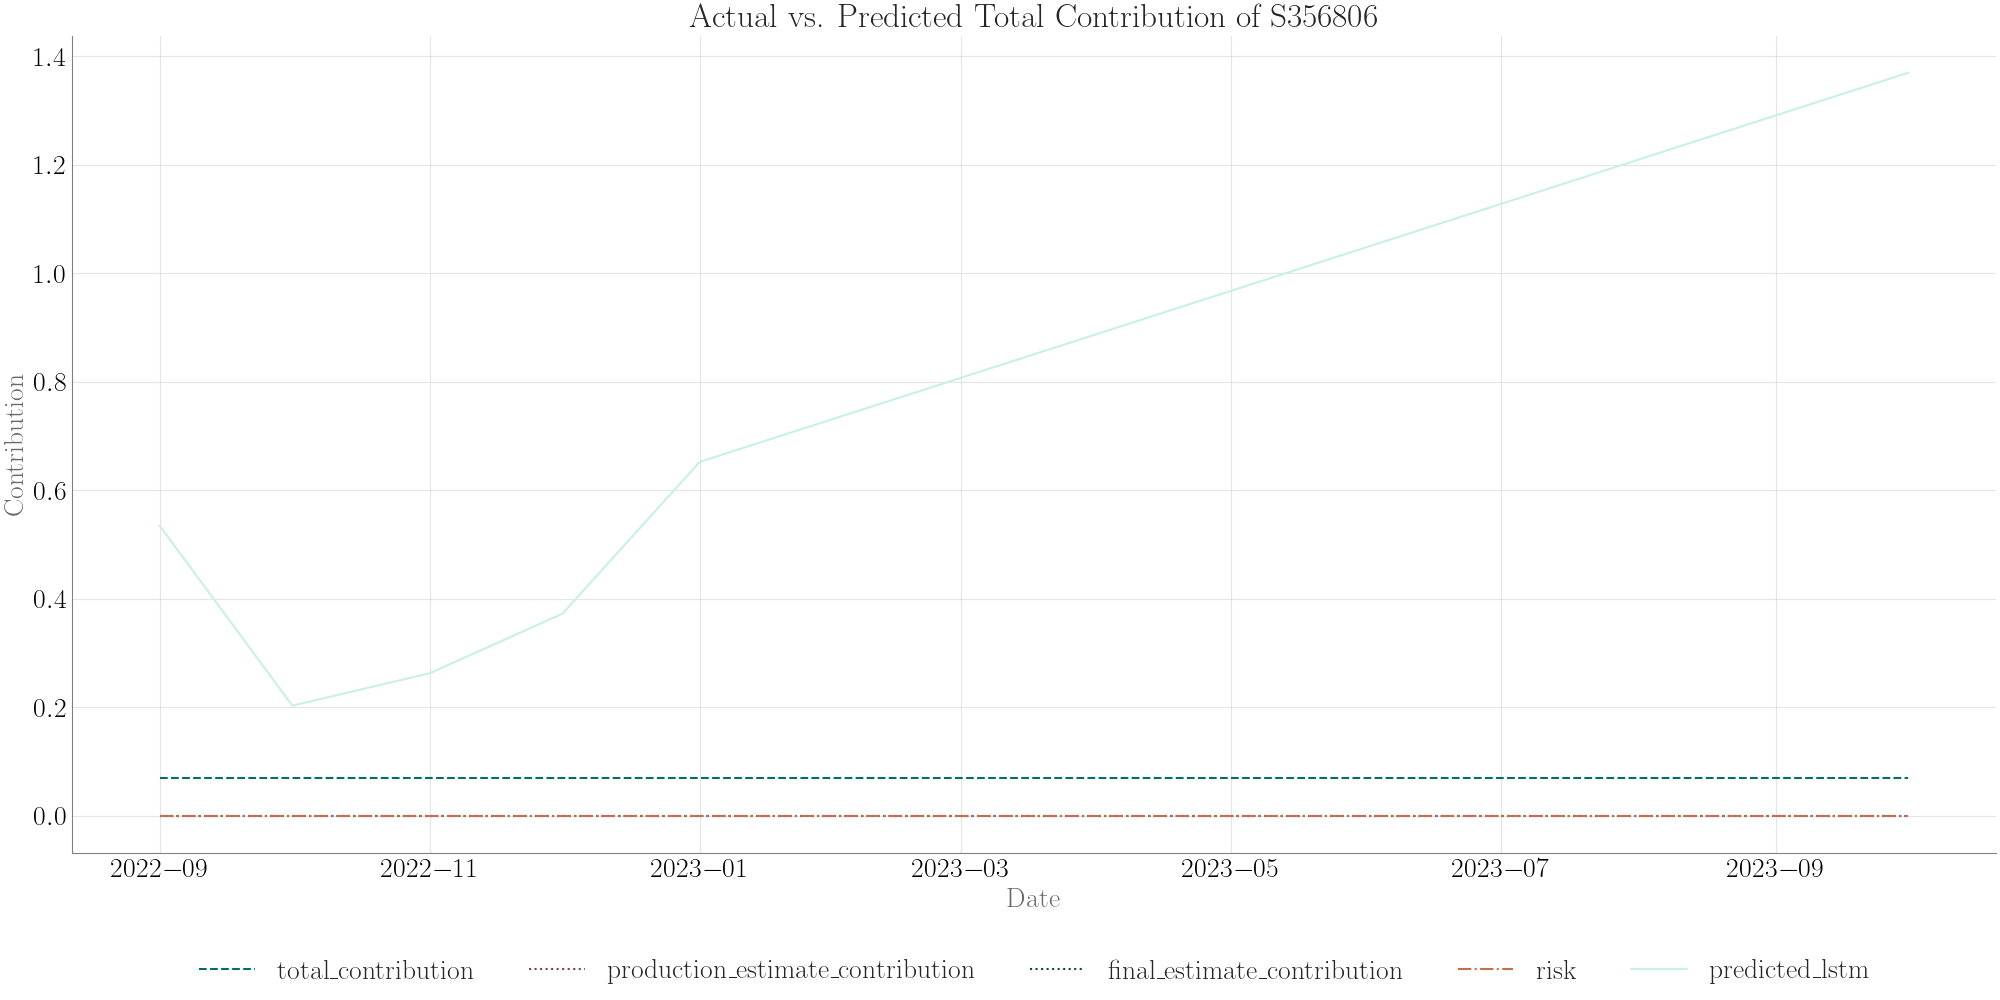 Actual vs. Predicted Total Contribution of S356806
1.4
1.2
1.0
0.8
0.6
0.4
0.2
0.0
Contribution
2022–09 2022–11 2023–01 2023–03 2023–05 2023–07 2023–09
Date
total_contribution production_estimate_contribution final_estimate_contribution risk predicted_lstm